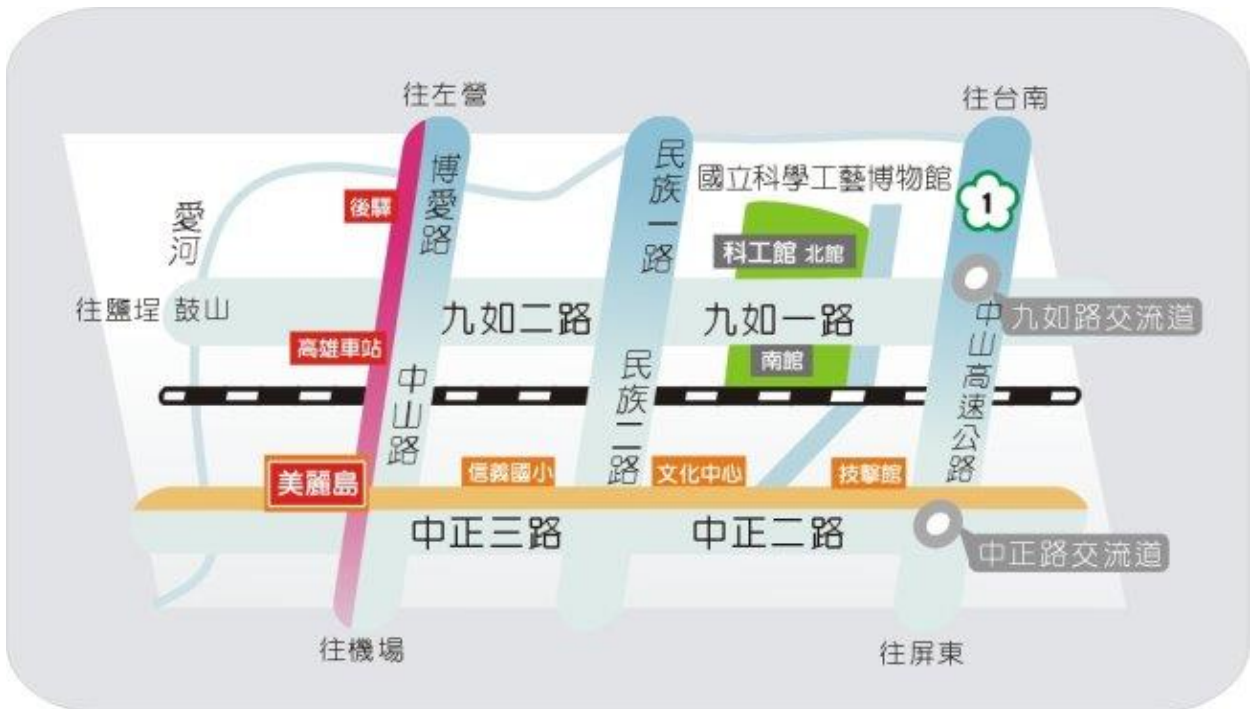 往左營
往台南
博愛路
民族一路
國立科學工藝博物館
1
後驛
愛河
科工館 北館
往鹽埕 鼓山
九如二路
九如一路
九如路交流道
高雄車站
南館
中山路
民族二路
中山高速公路
美麗島
信義國小
文化中心
技擊館
中正三路
中正二路
中正路交流道
往機場
往屏東